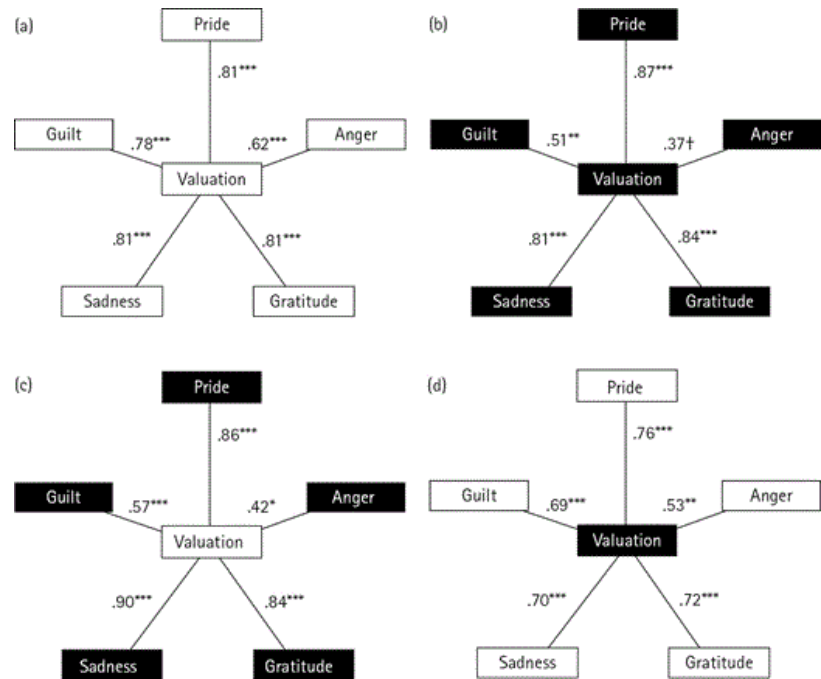 (a)
Pride
.81***
Guilt
.78***
.62***
Anger
Valuation
.81***
.81***
Sadness
Gratitude
(b)
Pride
.87***
Guilt
.51**
.37†
Anger
Valuation
.81***
.84***
Sadness
Gratitude
(c)
Pride
.86***
Guilt
.57***
.42*
Anger
Valuation
.90***
.84***
Sadness
Gratitude
(d)
Pride
.76***
Guilt
.69***
.53**
Anger
Valuation
.70***
.72***
Sadness
Gratitude